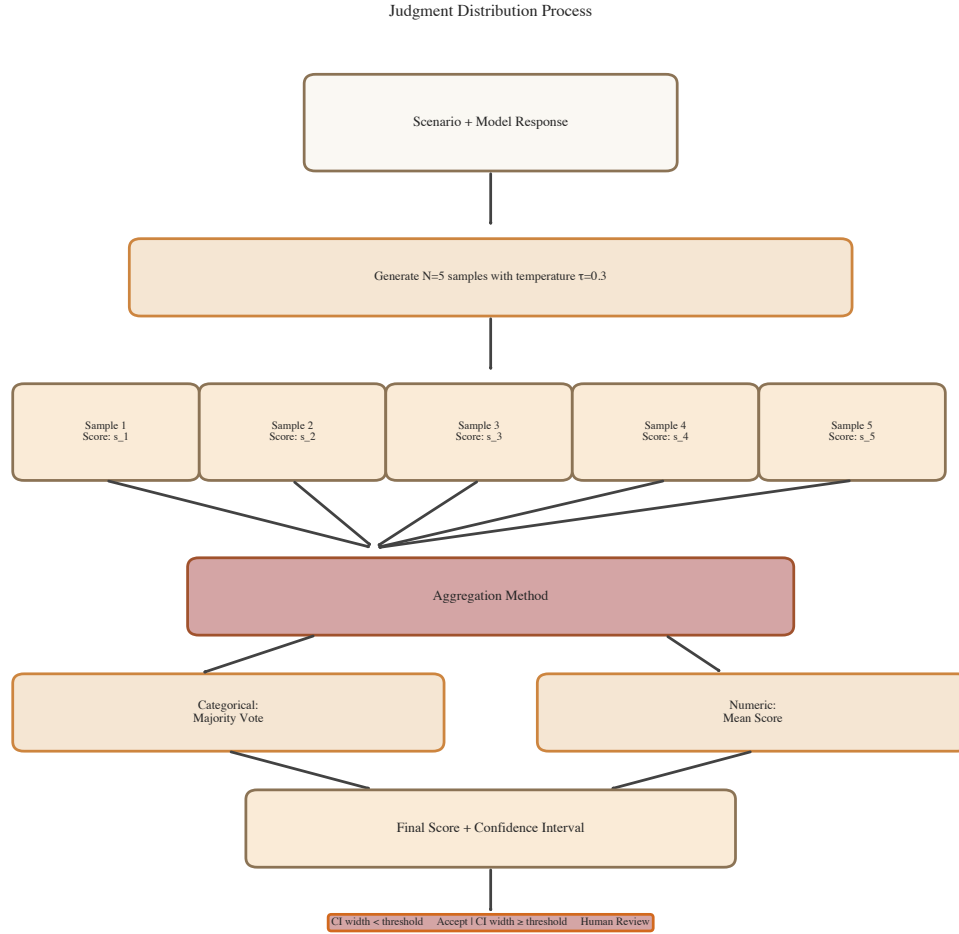 Judgment Distribution Process
Scenario + Model Response
Generate N=5 samples with temperature τ=0.3
Sample 1
Score: s_1
Sample 2
Score: s_2
Sample 3
Score: s_3
Sample 4
Score: s_4
Sample 5
Score: s_5
Aggregation Method
Categorical:
Majority Vote
Numeric:
Mean Score
Final Score + Confidence Interval
CI width < threshold Accept | CI width ≥ threshold Human Review